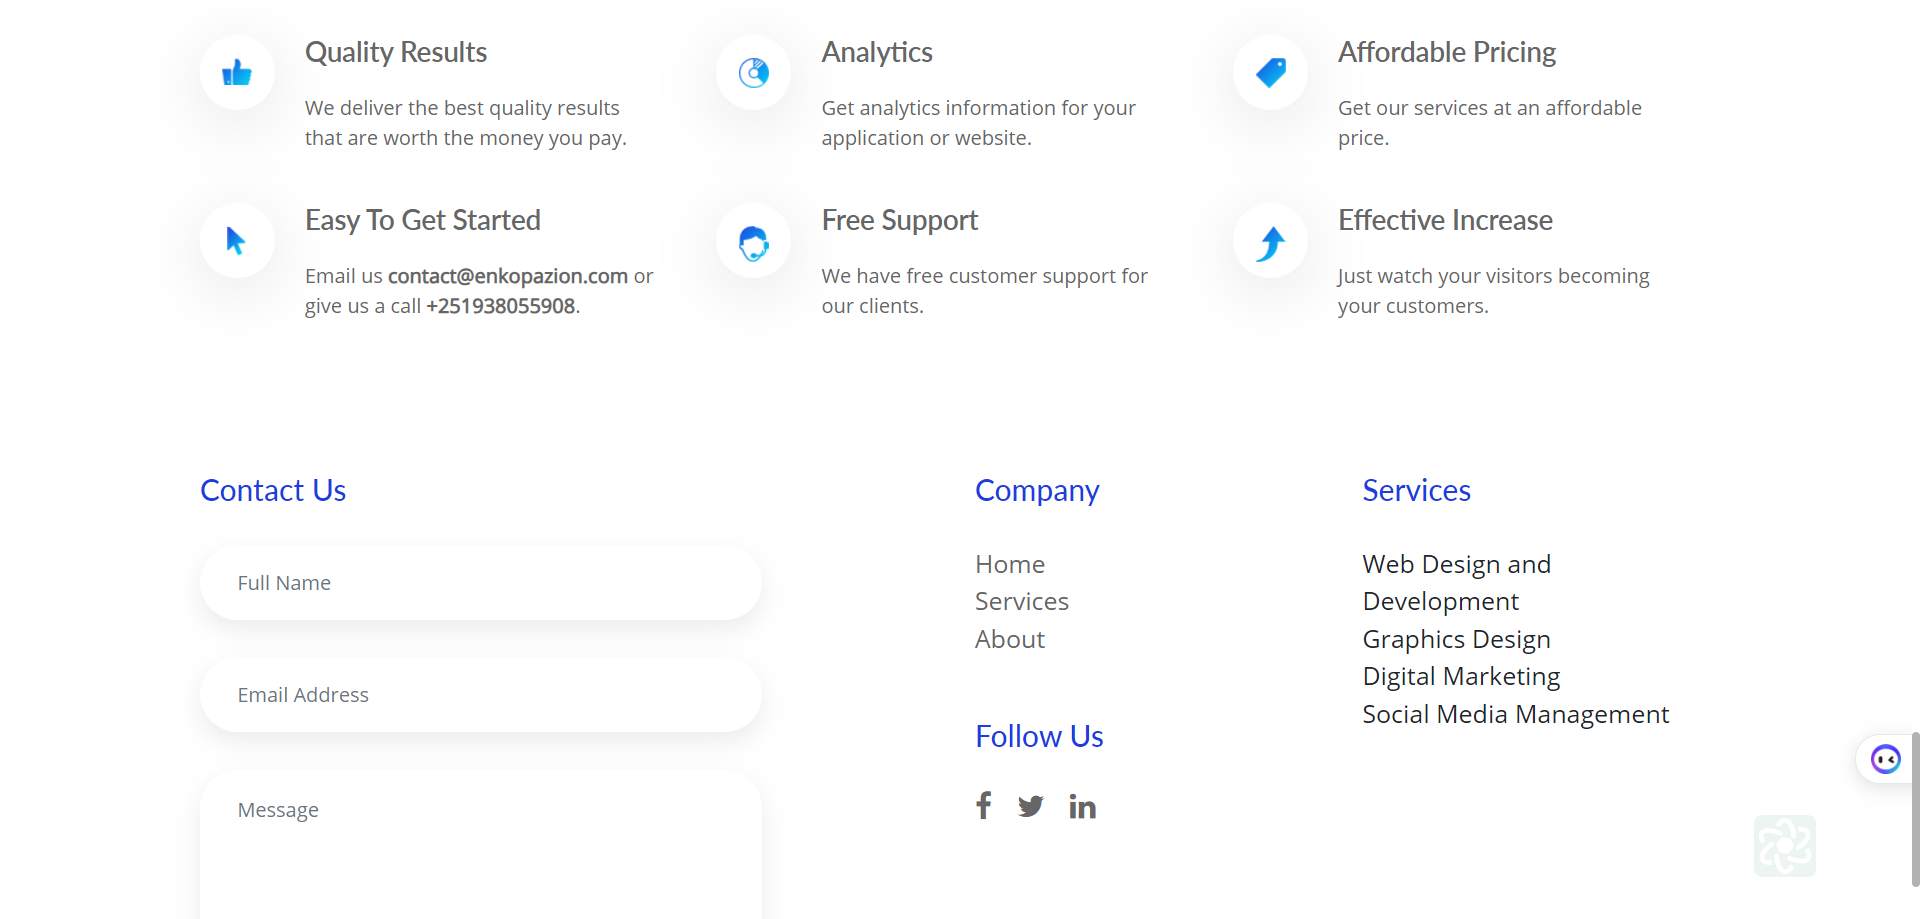 Quality Results
We deliver the best quality results
that are worth the money you pay.
Analytics
Get analytics information for your
application or website.
Affordable Pricing
Get our services at an affordable
price.
Easy To Get Started
Email us contact@enkopazion.com or
give us a call +251938055908.
Free Support
We have free customer support for
our clients.
Effective Increase
Just watch your visitors becoming
your customers.
Contact Us
Full Name
Email Address
Message
Company
Home
Services
About
Follow Us
Services
Web Design and
Development
Graphics Design
Digital Marketing
Social Media Management